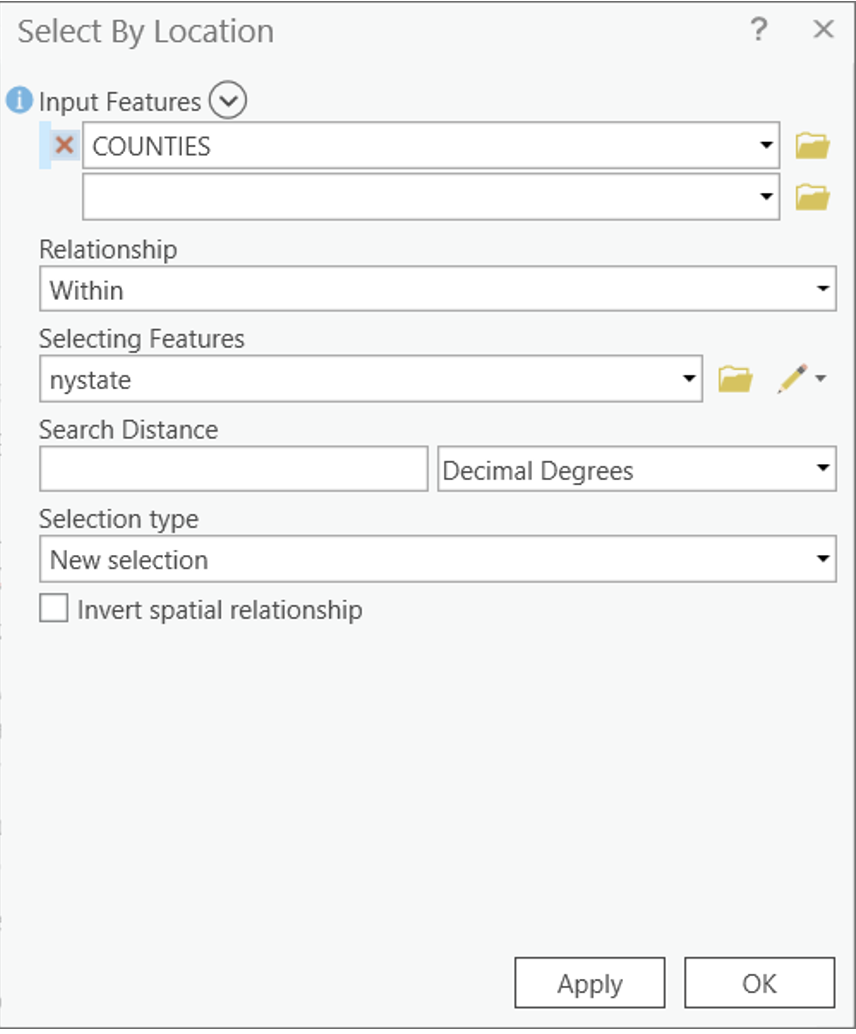 Select By Location ? ✕
i Input Features
COUNTIES
Relationship
Within
Selecting Features
nystate
Search Distance
Decimal Degrees
Selection type
New selection
Invert spatial relationship
Apply OK